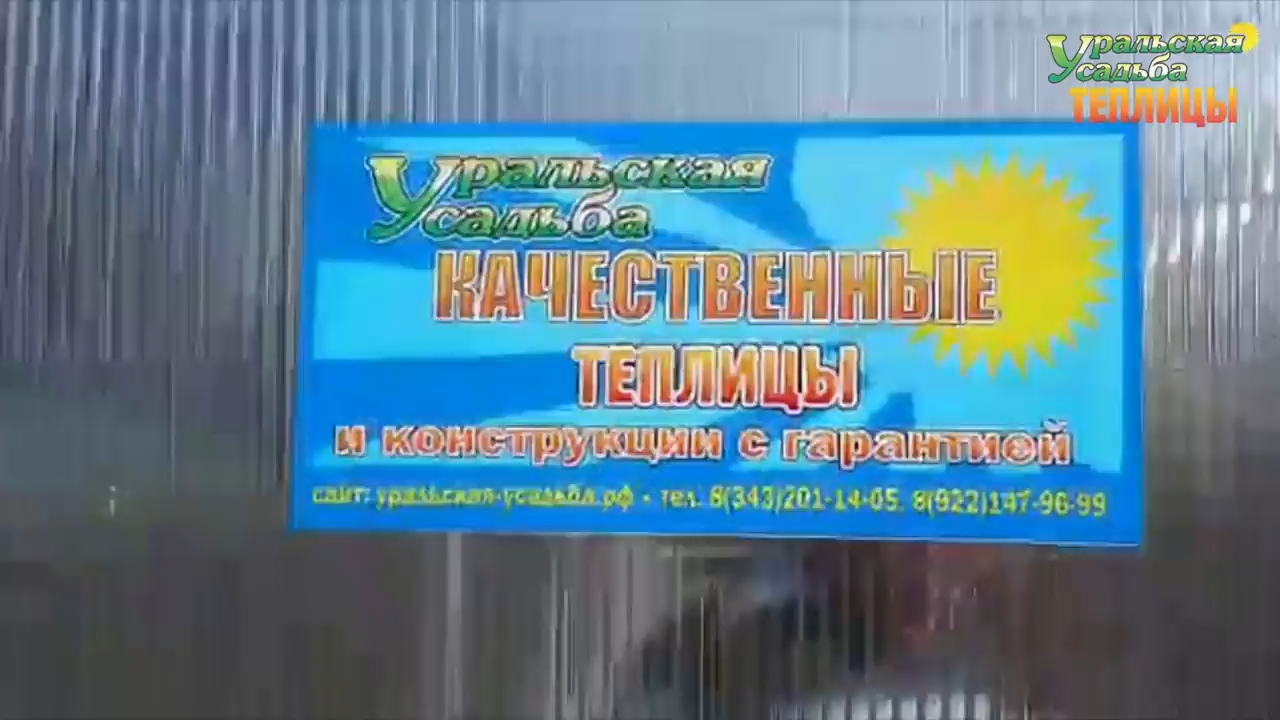 Уральская
Усадьба
ТЕПЛИЦЫ
Уральская
Усадьба
КАЧЕСТВЕННЫЕ
ТЕПЛИЦЫ
и конструкции с гарантией
сайт: уральская-усадьба.рф • тел. 8(343)201-14-05, 8(922)147-96-99